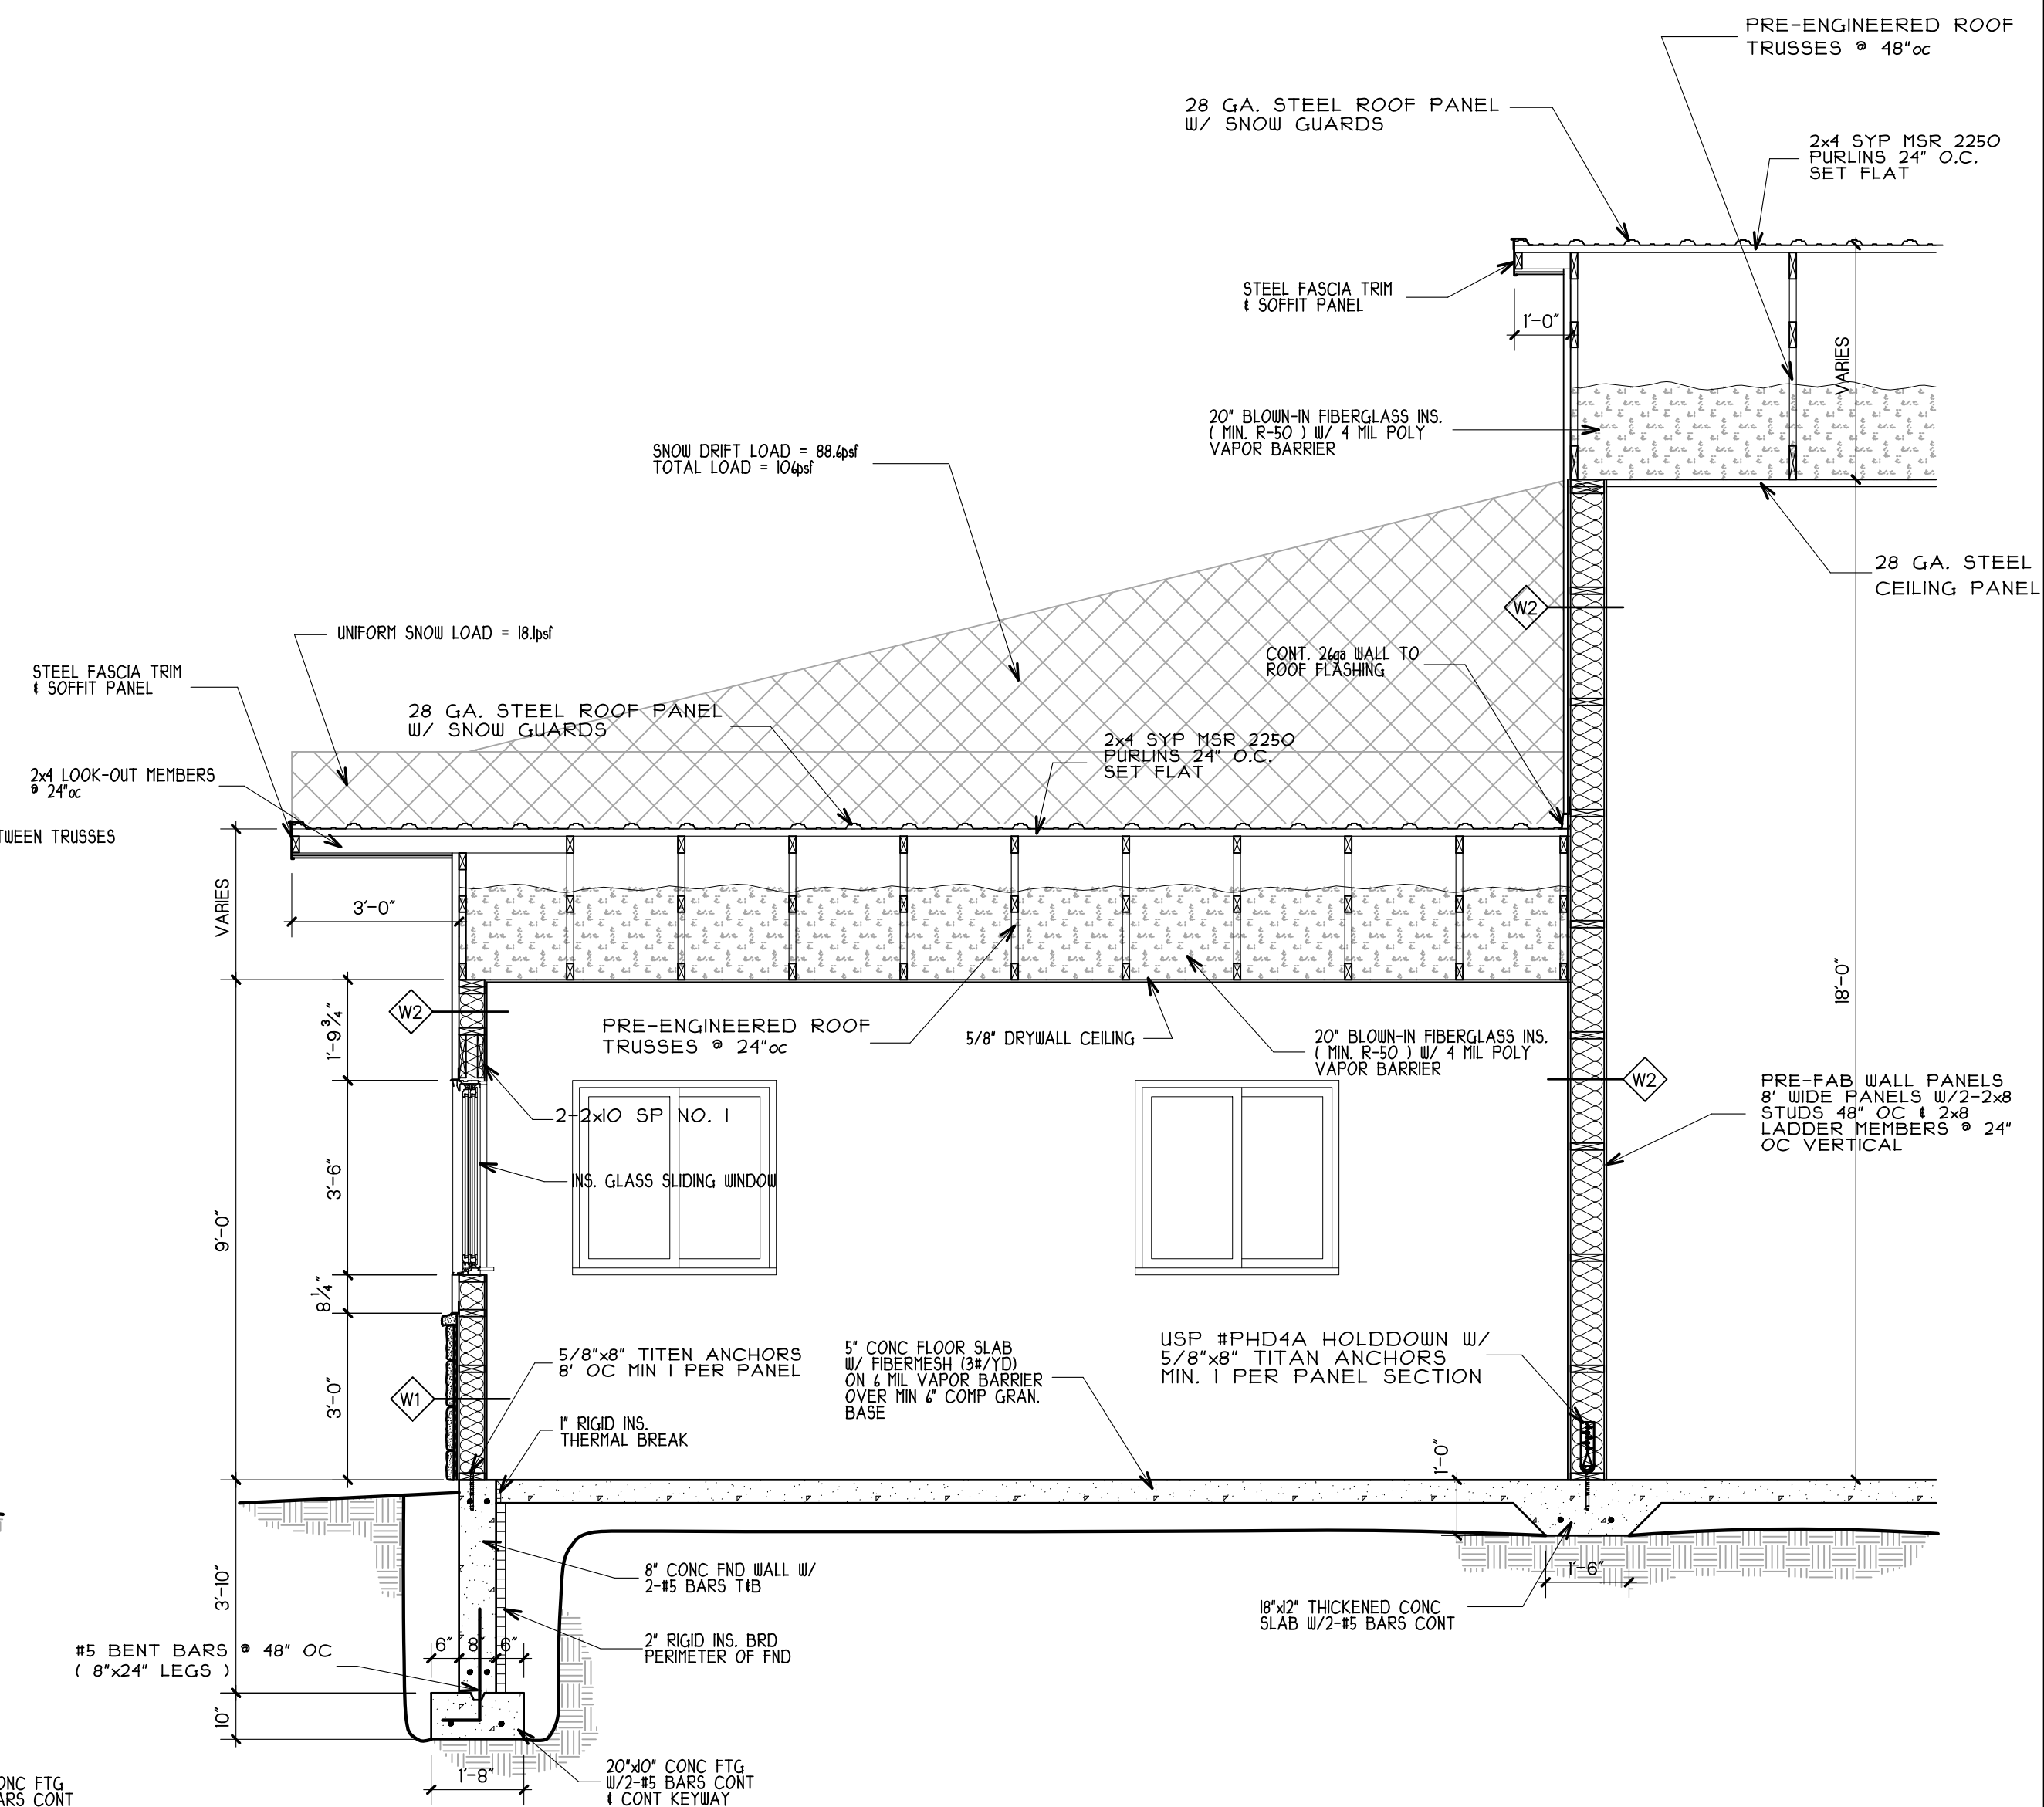 PRE-ENGINEERED ROOF
TRUSSES @ 48"oc
28 GA. STEEL ROOF PANEL
W/ SNOW GUARDS
2x4 SYP MSR 2250
PURLINS 24" O.C.
SET FLAT
STEEL FASCIA TRIM
& SOFFIT PANEL
1'-0"
VARIES
20" BLOWN-IN FIBERGLASS INS.
( MIN. R-50 ) W/ 4 MIL POLY
VAPOR BARRIER
SNOW DRIFT LOAD = 88.6psf
TOTAL LOAD = 106psf
28 GA. STEEL
CEILING PANEL
W2
UNIFORM SNOW LOAD = 18.1psf
CONT. 26ga WALL TO
ROOF FLASHING
STEEL FASCIA TRIM
& SOFFIT PANEL
28 GA. STEEL ROOF PANEL
W/ SNOW GUARDS
2x4 SYP MSR 2250
PURLINS 24" O.C.
SET FLAT
2x4 LOOK-OUT MEMBERS
@ 24"oc
TWEEN TRUSSES
VARIES
3'-0"
18'-0"
W2
1'-9 3/4"
PRE-ENGINEERED ROOF
TRUSSES @ 24"oc
5/8" DRYWALL CEILING
20" BLOWN-IN FIBERGLASS INS.
( MIN. R-50 ) W/ 4 MIL POLY
VAPOR BARRIER
W2
PRE-FAB WALL PANELS
8' WIDE PANELS W/2-2x8
STUDS 48" OC & 2x8
LADDER MEMBERS @ 24"
OC VERTICAL
2-2x10 SP NO. 1
INS. GLASS SLIDING WINDOW
3'-6"
9'-0"
8 1/4"
3'-0"
W1
5/8"x8" TITEN ANCHORS
8' OC MIN 1 PER PANEL
1" RIGID INS.
THERMAL BREAK
5" CONC FLOOR SLAB
W/ FIBERMESH (3#/YD)
ON 6 MIL VAPOR BARRIER
OVER MIN 6" COMP GRAN.
BASE
USP #PHD4A HOLDDOWN W/
5/8"x8" TITAN ANCHORS
MIN. 1 PER PANEL SECTION
1'-0"
3'-10"
8" CONC FND WALL W/
2-#5 BARS T&B
1'-6"
18"x12" THICKENED CONC
SLAB W/2-#5 BARS CONT
#5 BENT BARS @ 48" OC
( 8"x24" LEGS )
6" 8" 6"
2" RIGID INS. BRD
PERIMETER OF FND
10"
1'-8"
20"x10" CONC FTG
W/2-#5 BARS CONT
& CONT KEYWAY
ONC FTG
ARS CONT